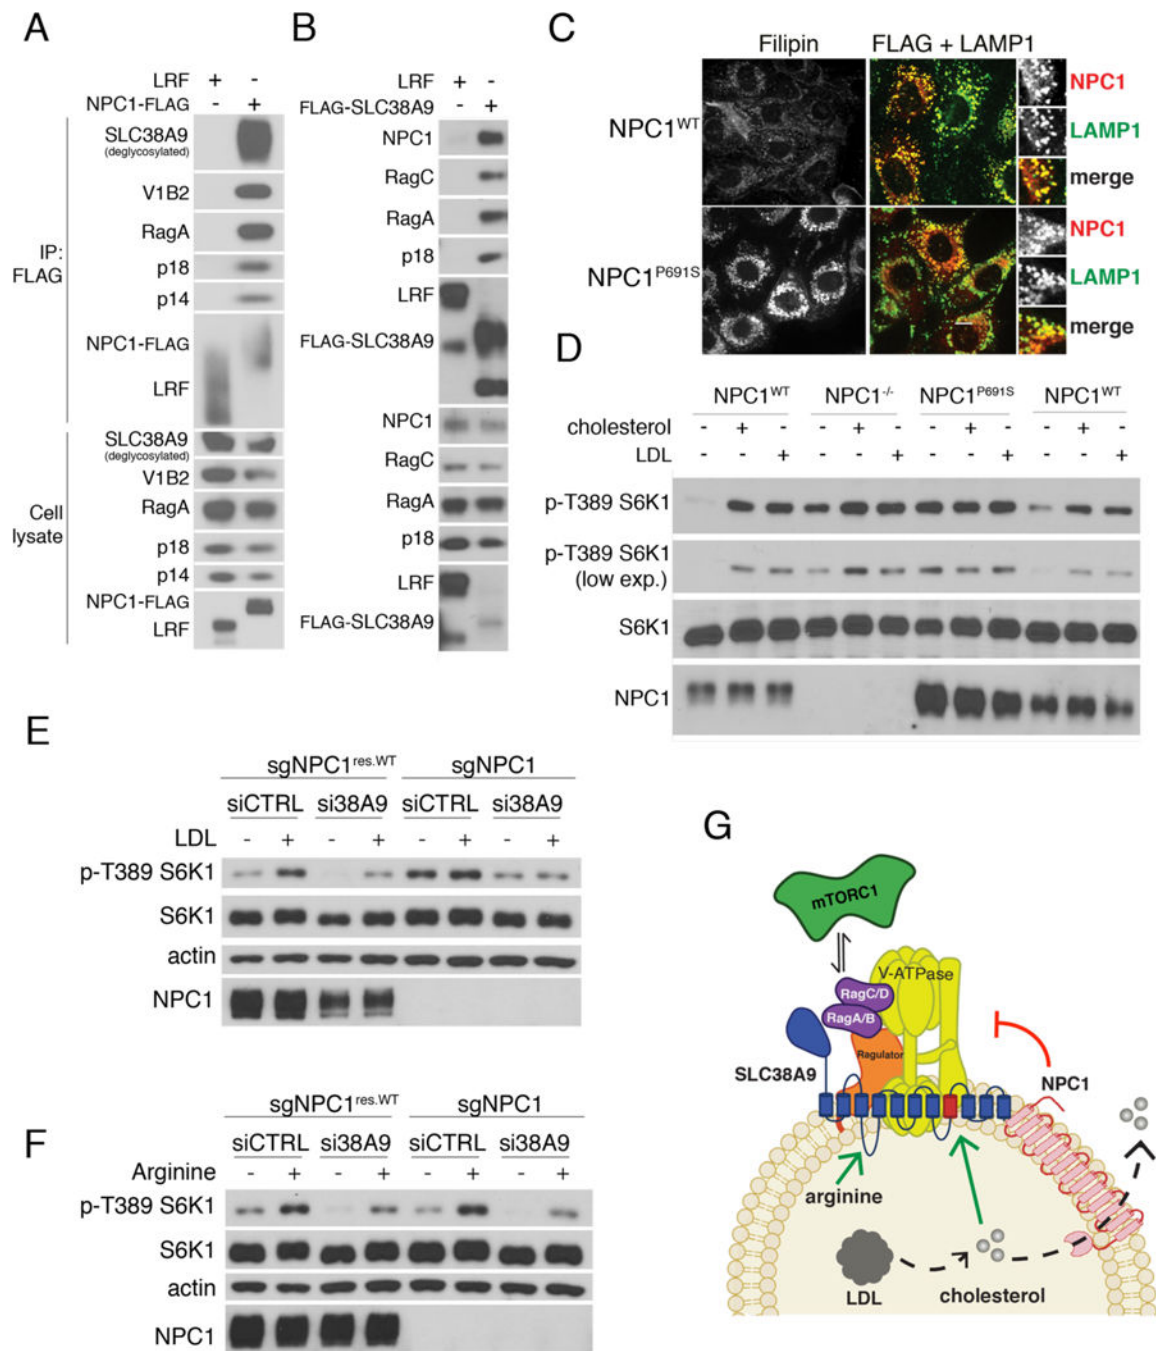 A
LRF + -
NPC1-FLAG - +
IP:
FLAG
SLC38A9
(deglycosylated)
V1B2
RagA
p18
p14
NPC1-FLAG
LRF
Cell
lysate
SLC38A9
(deglycosylated)
V1B2
RagA
p18
p14
NPC1-FLAG
LRF
B
LRF + -
FLAG-SLC38A9 - +
NPC1
RagC
RagA
p18
LRF
FLAG-SLC38A9
NPC1
RagC
RagA
p18
LRF
FLAG-SLC38A9
C
Filipin FLAG + LAMP1
NPC1WT
NPC1
LAMP1
merge
NPC1P691S
NPC1
LAMP1
merge
D
NPC1WT NPC1-/- NPC1P691S NPC1WT
cholesterol - + - - + - - + - - + -
LDL - - + - - + - - + - - +
p-T389 S6K1
p-T389 S6K1
(low exp.)
S6K1
NPC1
E
sgNPC1res.WT sgNPC1
siCTRL si38A9 siCTRL si38A9
LDL - + - + - + - +
p-T389 S6K1
S6K1
actin
NPC1
F
sgNPC1res.WT sgNPC1
siCTRL si38A9 siCTRL si38A9
Arginine - + - + - + - +
p-T389 S6K1
S6K1
actin
NPC1
G
mTORC1
V-ATPase
RagC/D
RagA/B
Ragulator
SLC38A9
NPC1
arginine
LDL
cholesterol